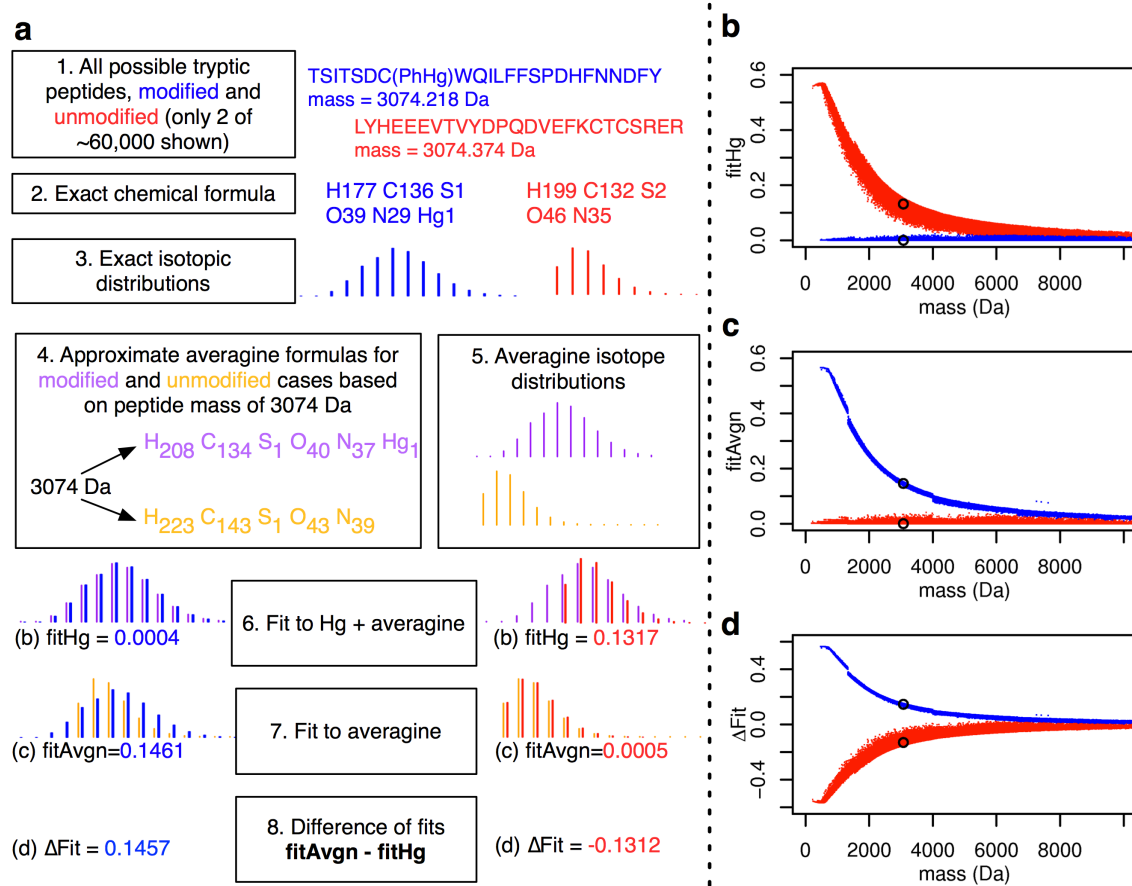 a
1. All possible tryptic
peptides, modified and
unmodified (only 2 of
~60,000 shown)
TSITSDC(PhHg)WQILFFSPDHFNNDFY
mass = 3074.218 Da
LYHEEEVTVYDPQDVEFKCTCSRER
mass = 3074.374 Da
2. Exact chemical formula
H177 C136 S1
O39 N29 Hg1
H199 C132 S2
O46 N35
3. Exact isotopic
distributions
4. Approximate averagine formulas for
modified and unmodified cases based
on peptide mass of 3074 Da
H208 C134 S1 O40 N37 Hg1
3074 Da
H223 C143 S1 O43 N39
5. Averagine isotope
distributions
6. Fit to Hg + averagine
(b) fitHg = 0.0004
(b) fitHg = 0.1317
7. Fit to averagine
(c) fitAvgn=0.1461
(c) fitAvgn=0.0005
8. Difference of fits
fitAvgn - fitHg
(d) ΔFit = 0.1457
(d) ΔFit = -0.1312
b
fitHg
0.0 0.2 0.4 0.6
0 2000 4000 6000 8000
mass (Da)
c
fitAvgn
0.0 0.2 0.4 0.6
0 2000 4000 6000 8000
mass (Da)
d
ΔFit
−0.4 0.0 0.4
0 2000 4000 6000 8000
mass (Da)